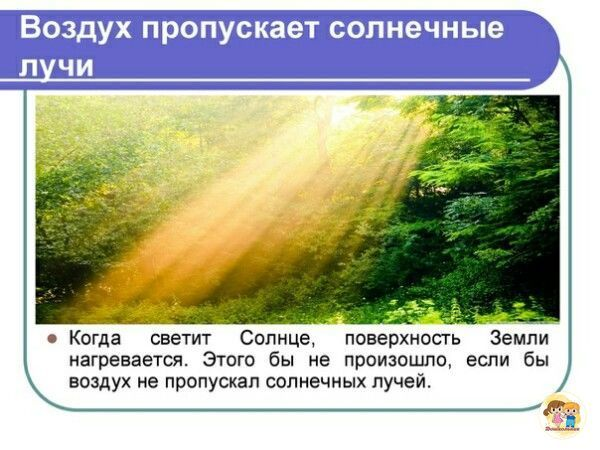 Воздух пропускает солнечные
лучи
Когда светит Солнце, поверхность Земли
нагревается. Этого бы не произошло, если бы
воздух не пропускал солнечных лучей.
Дошкольник